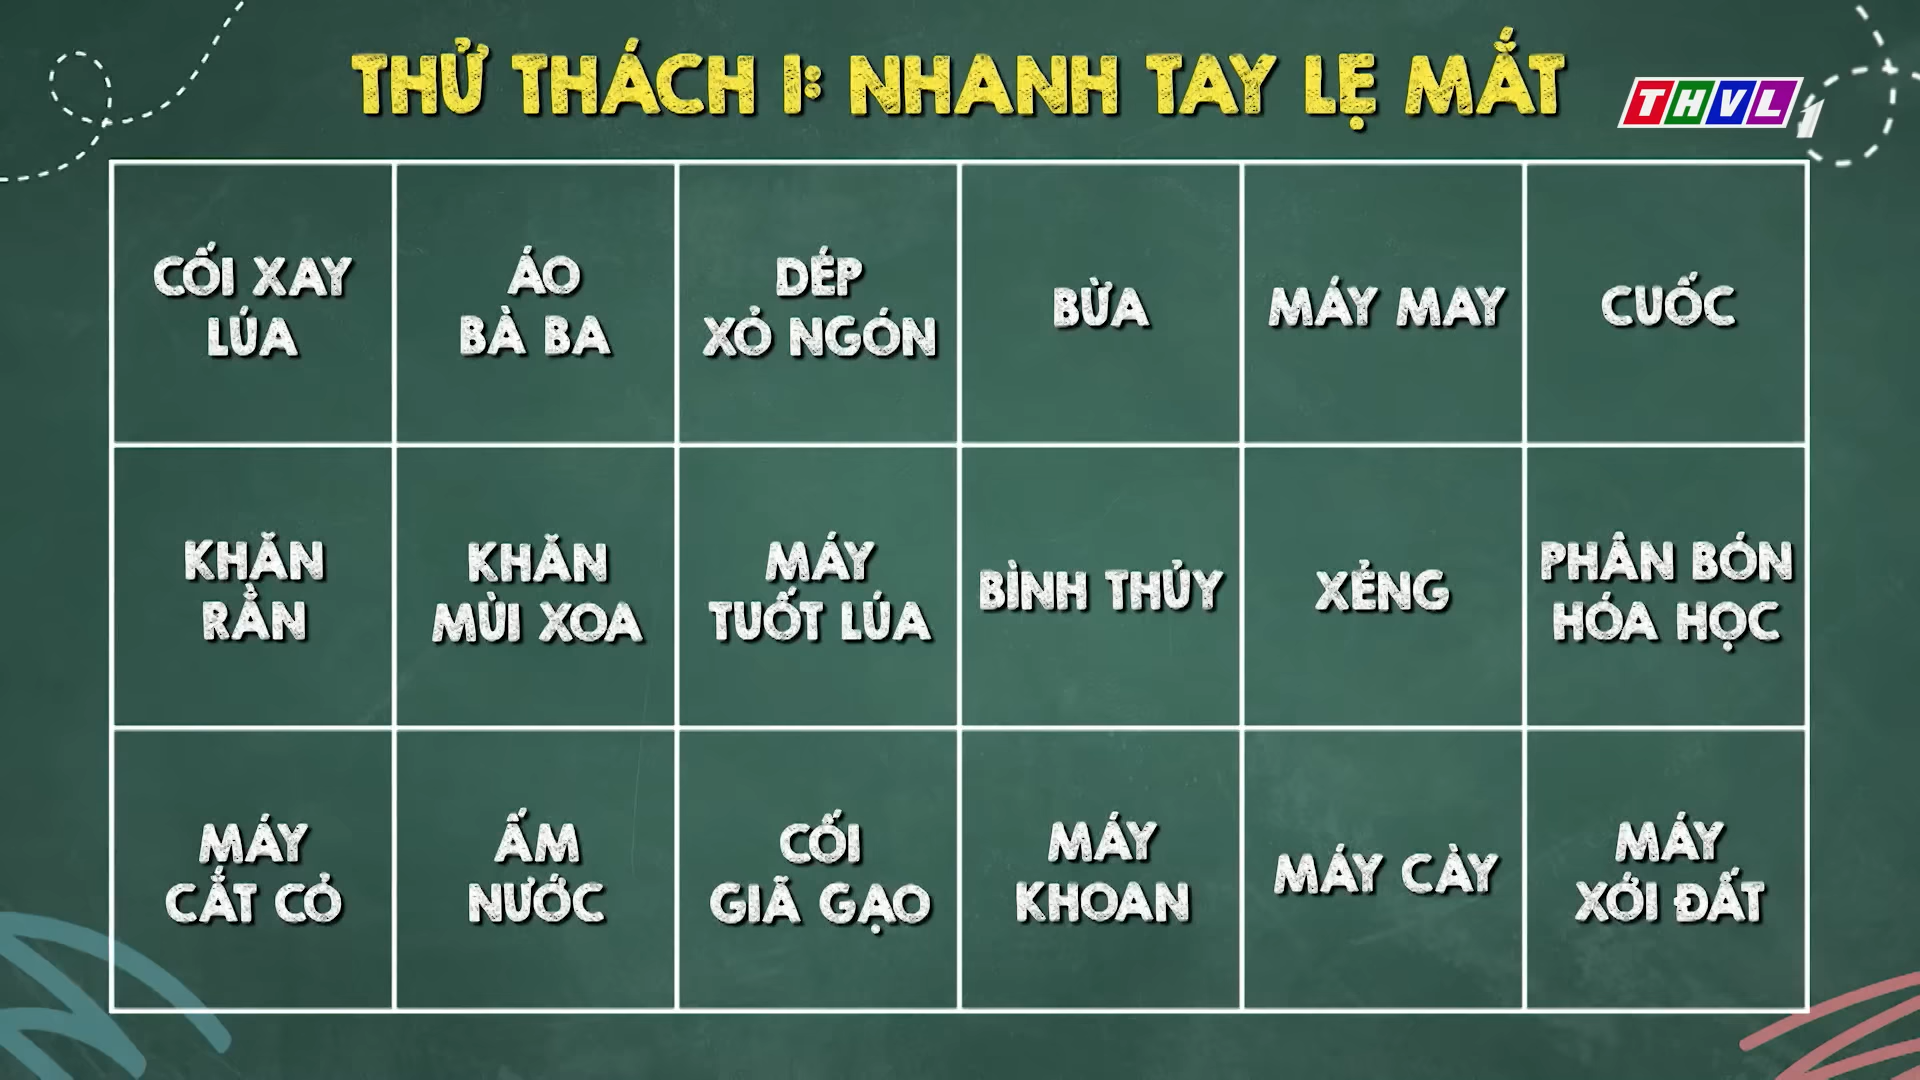 THỬ THÁCH 1: NHANH TAY LẸ MẮT
THVL1
CỐI XAY
LÚA
ÁO
BÀ BA
DÉP
XỎ NGÓN
BỪA
MÁY MAY
CUỐC
KHĂN
RẰN
KHĂN
MÙI XOA
MÁY
TUỐT LÚA
BÌNH THỦY
XẺNG
PHÂN BÓN
HÓA HỌC
MÁY
CẮT CỎ
ẤM
NƯỚC
CỐI
GIÃ GẠO
MÁY
KHOAN
MÁY CÀY
MÁY
XỚI ĐẤT